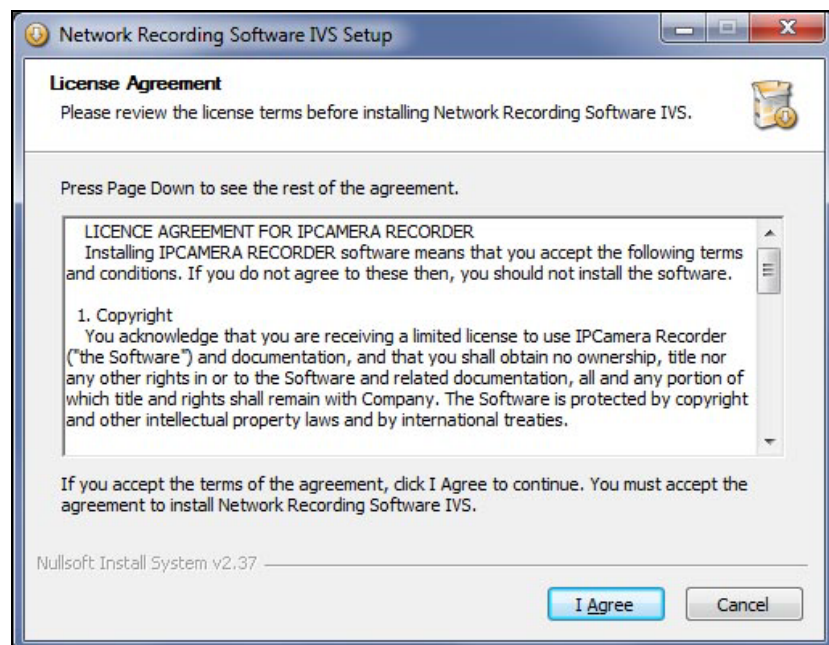 Network Recording Software IVS Setup
License Agreement
Please review the license terms before installing Network Recording Software IVS.
Press Page Down to see the rest of the agreement.
LICENCE AGREEMENT FOR IPCAMERA RECORDER
Installing IPCAMERA RECORDER software means that you accept the following terms
and conditions. If you do not agree to these then, you should not install the software.
1. Copyright
You acknowledge that you are receiving a limited license to use IPCamera Recorder
("the Software") and documentation, and that you shall obtain no ownership, title nor
any other rights in or to the Software and related documentation, all and any portion of
which title and rights shall remain with Company. The Software is protected by copyright
and other intellectual property laws and by international treaties.
If you accept the terms of the agreement, click I Agree to continue. You must accept the
agreement to install Network Recording Software IVS.
Nullsoft Install System v2.37
I Agree
Cancel